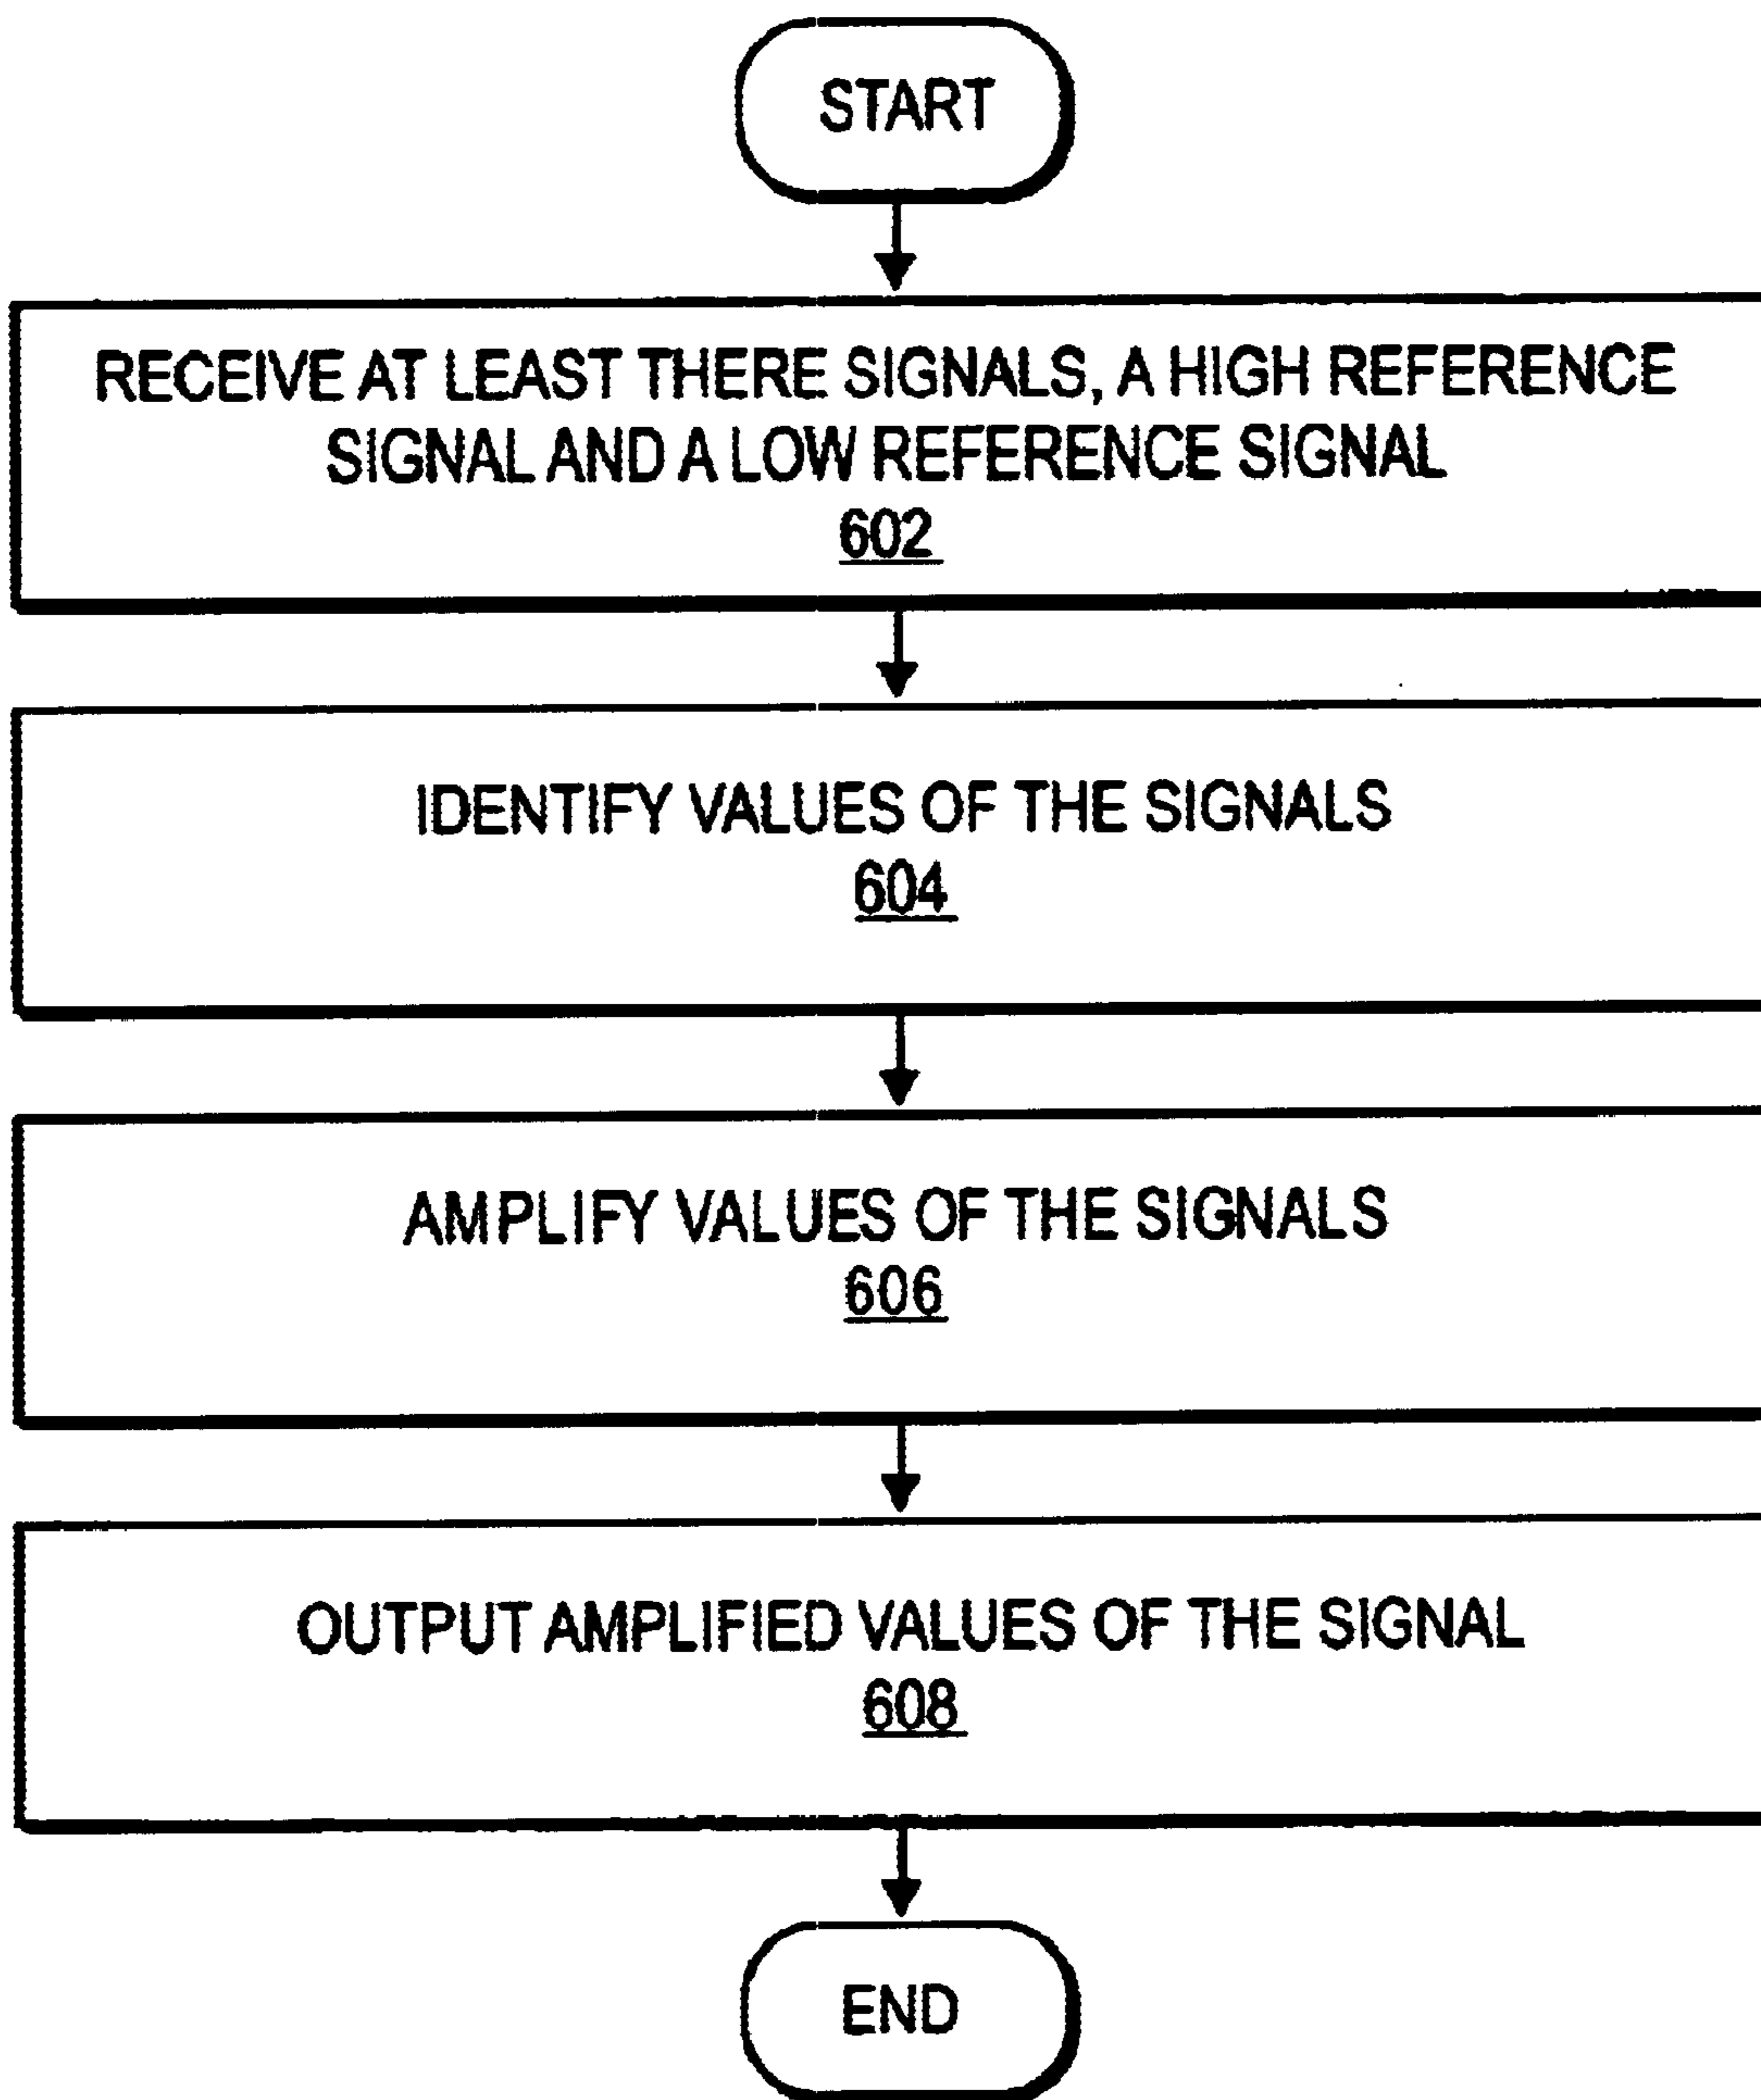 START
RECEIVE AT LEAST THERE SIGNALS, A HIGH REFERENCE
SIGNAL AND A LOW REFERENCE SIGNAL
602
IDENTIFY VALUES OF THE SIGNALS
604
AMPLIFY VALUES OF THE SIGNALS
606
OUTPUT AMPLIFIED VALUES OF THE SIGNAL
608
END